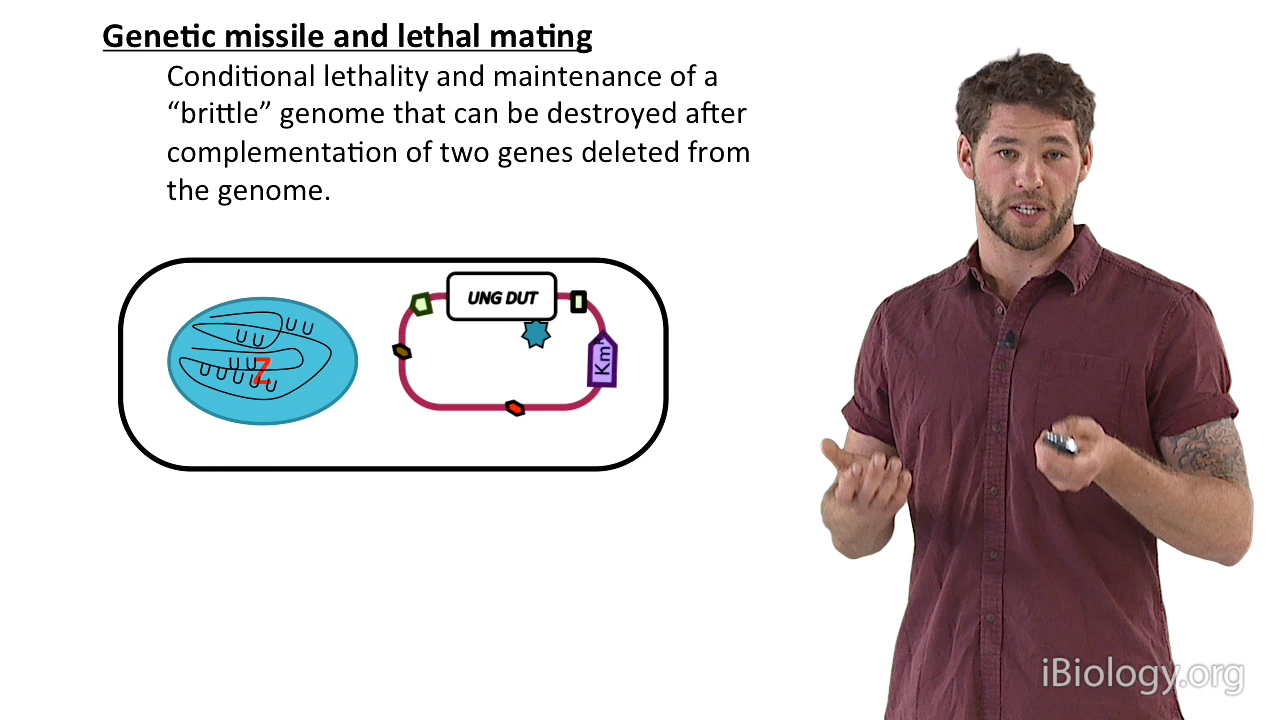 Genetic missile and lethal mating
Conditional lethality and maintenance of a
“brittle” genome that can be destroyed after
complementation of two genes deleted from
the genome.
UNG DUT
U U
U U
U U
Z
U U U U U
Kmʳ
iBiology.org